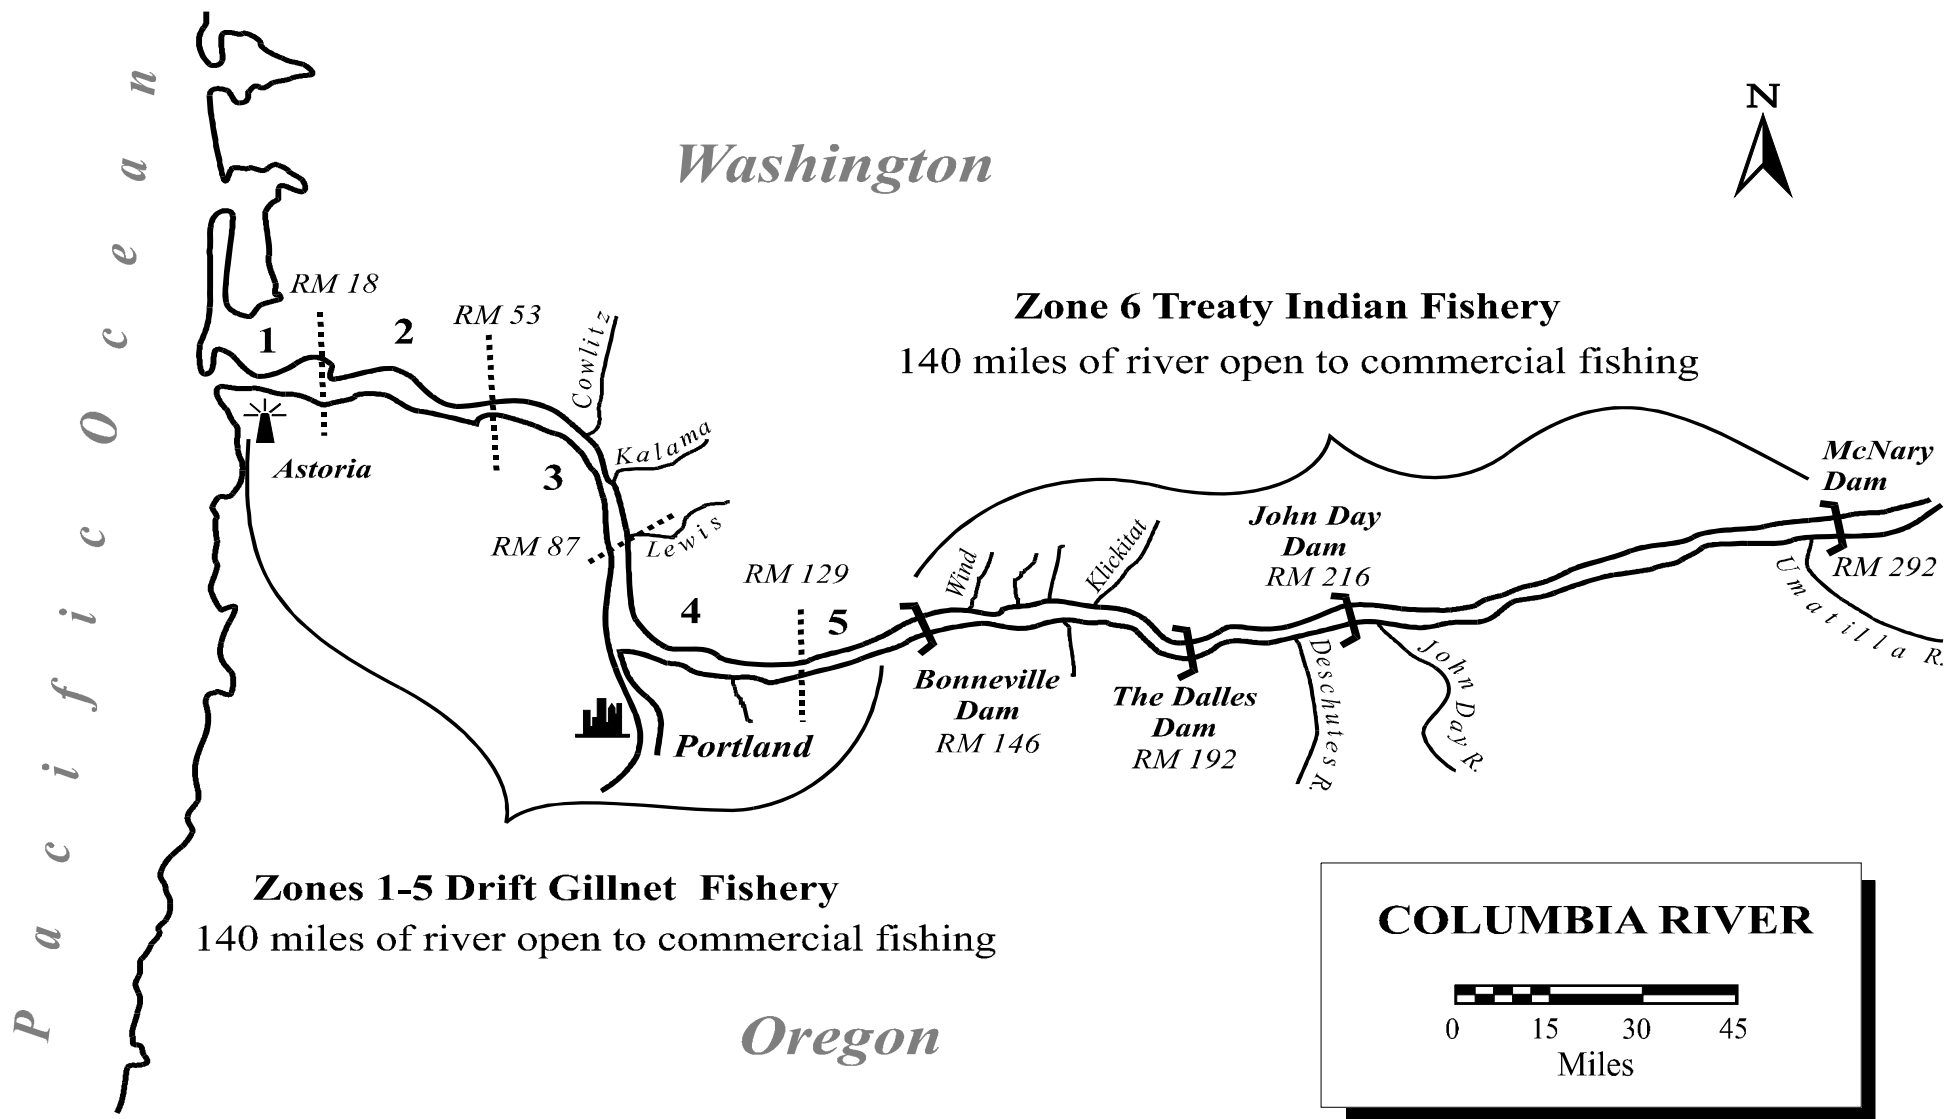 Pacific Ocean
Washington
N
RM 18
RM 53
1
2
Cowlitz
Zone 6 Treaty Indian Fishery
140 miles of river open to commercial fishing
Astoria
3
Kalama
RM 87
Lewis
McNary
Dam
RM 292
Umatilla R.
John Day
Dam
RM 216
Wind
Klickitat
RM 129
4
5
Bonneville
Dam
RM 146
The Dalles
Dam
RM 192
Deschutes R.
John Day R.
Portland
Zones 1-5 Drift Gillnet Fishery
140 miles of river open to commercial fishing
Oregon
COLUMBIA RIVER
0 15 30 45
Miles